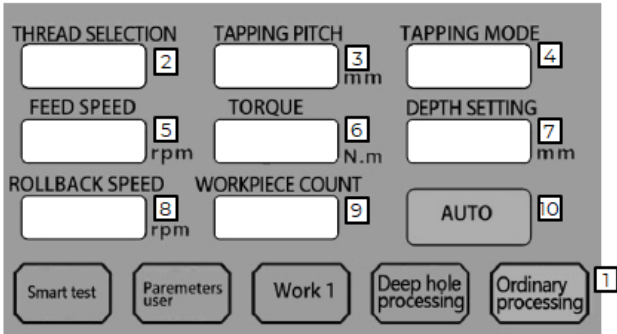 THREAD SELECTION TAPPING PITCH TAPPING MODE
2 3 4
mm
FEED SPEED TORQUE DEPTH SETTING
5 6 7
rpm N.m mm
ROLLBACK SPEED WORKPIECE COUNT
8 9 AUTO 10
rpm
Smart test Paremeters user Work 1 Deep hole processing Ordinary processing 1